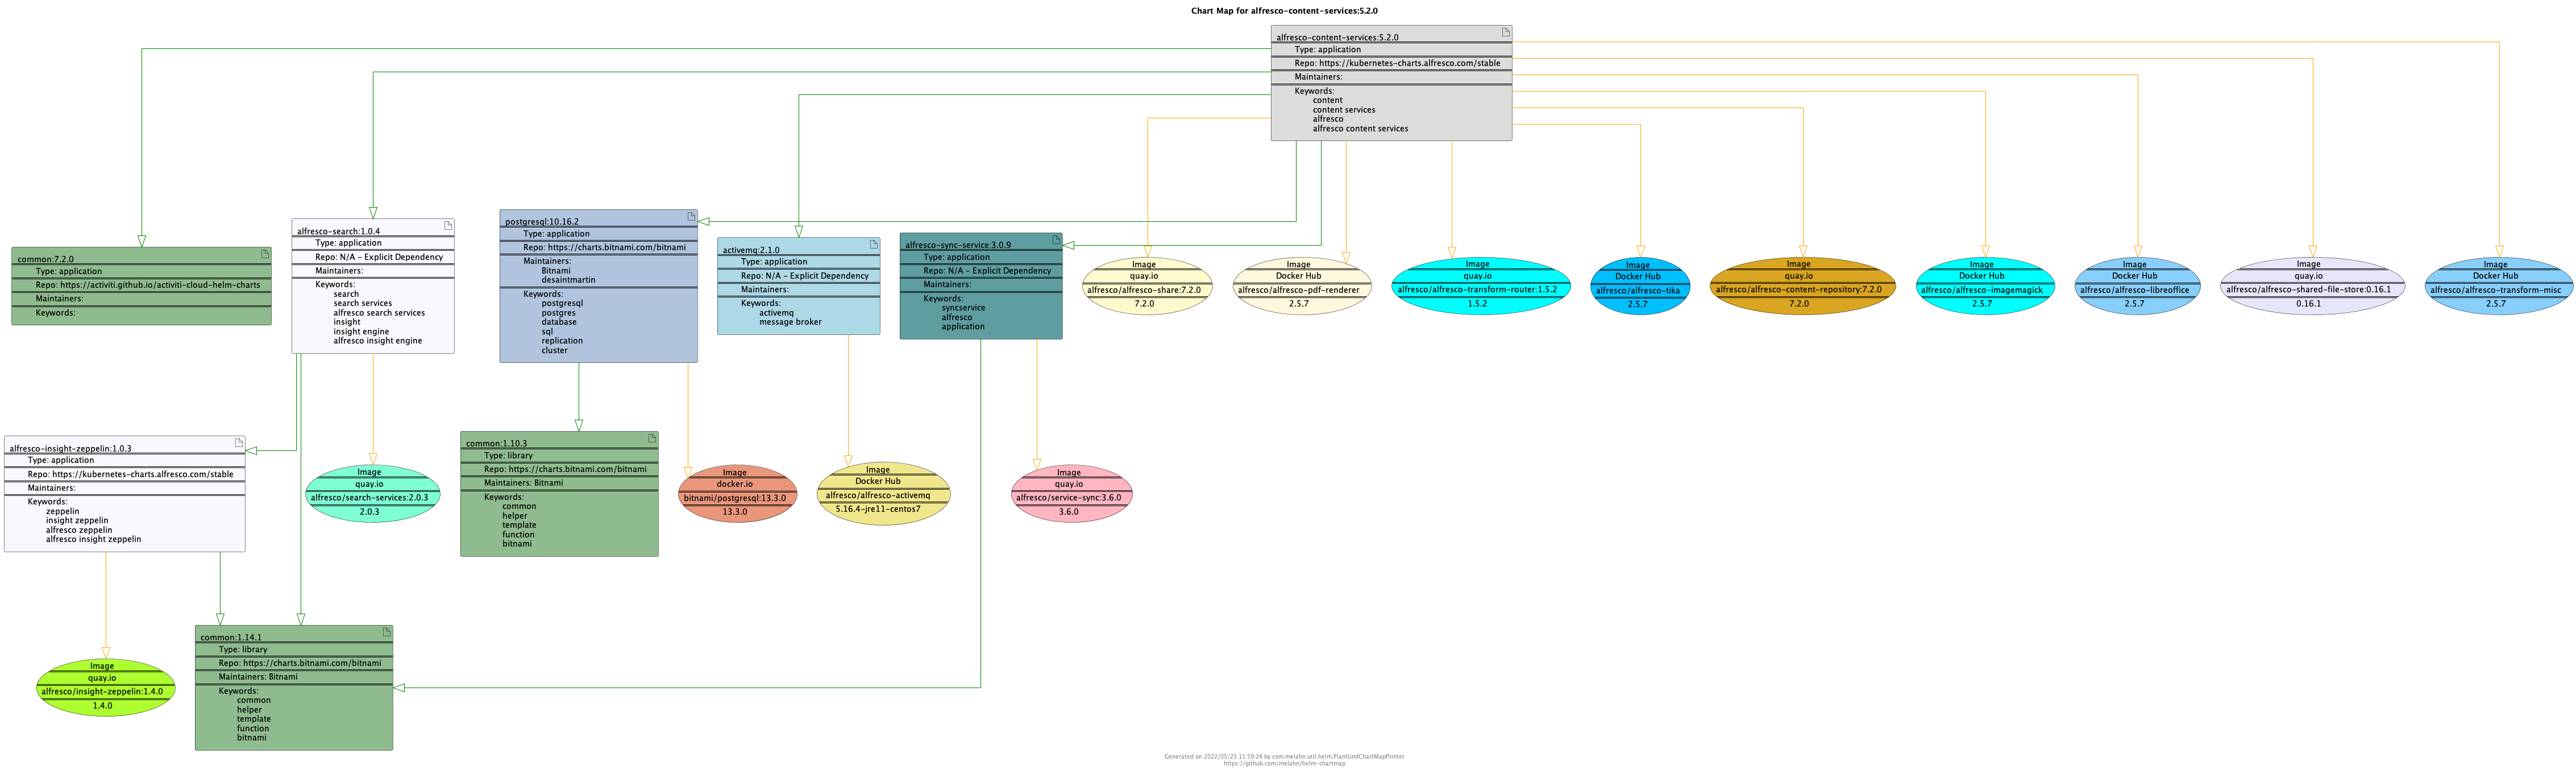 Chart Map for alfresco-content-services:5.2.0
alfresco-content-services:5.2.0
Type: application
Repo: https://kubernetes-charts.alfresco.com/stable
Maintainers:
Keywords:
content
content services
alfresco
alfresco content services
common:7.2.0
Type: application
Repo: https://activiti.github.io/activiti-cloud-helm-charts
Maintainers:
Keywords:
alfresco-search:1.0.4
Type: application
Repo: N/A - Explicit Dependency
Maintainers:
Keywords:
search
search services
alfresco search services
insight
insight engine
alfresco insight engine
postgresql:10.16.2
Type: application
Repo: https://charts.bitnami.com/bitnami
Maintainers:
Bitnami
desaintmartin
Keywords:
postgresql
postgres
database
sql
replication
cluster
activemq:2.1.0
Type: application
Repo: N/A - Explicit Dependency
Maintainers:
Keywords:
activemq
message broker
alfresco-sync-service:3.0.9
Type: application
Repo: N/A - Explicit Dependency
Maintainers:
Keywords:
syncservice
alfresco
application
Image
quay.io
alfresco/alfresco-share:7.2.0
7.2.0
Image
Docker Hub
alfresco/alfresco-pdf-renderer
2.5.7
Image
quay.io
alfresco/alfresco-transform-router:1.5.2
1.5.2
Image
Docker Hub
alfresco/alfresco-tika
2.5.7
Image
quay.io
alfresco/alfresco-content-repository:7.2.0
7.2.0
Image
Docker Hub
alfresco/alfresco-imagemagick
2.5.7
Image
Docker Hub
alfresco/alfresco-libreoffice
2.5.7
Image
quay.io
alfresco/alfresco-shared-file-store:0.16.1
0.16.1
Image
Docker Hub
alfresco/alfresco-transform-misc
2.5.7
alfresco-insight-zeppelin:1.0.3
Type: application
Repo: https://kubernetes-charts.alfresco.com/stable
Maintainers:
Keywords:
zeppelin
insight zeppelin
alfresco zeppelin
alfresco insight zeppelin
Image
quay.io
alfresco/search-services:2.0.3
2.0.3
common:1.10.3
Type: library
Repo: https://charts.bitnami.com/bitnami
Maintainers: Bitnami
Keywords:
common
helper
template
function
bitnami
Image
docker.io
bitnami/postgresql:13.3.0
13.3.0
Image
Docker Hub
alfresco/alfresco-activemq
5.16.4-jre11-centos7
Image
quay.io
alfresco/service-sync:3.6.0
3.6.0
Image
quay.io
alfresco/insight-zeppelin:1.4.0
1.4.0
common:1.14.1
Type: library
Repo: https://charts.bitnami.com/bitnami
Maintainers: Bitnami
Keywords:
common
helper
template
function
bitnami
Generated on 2022/05/25 11:59:24 by com.melahn.util.helm.PlantUmlChartMapPrinter
https://github.com/melahn/helm-chartmap